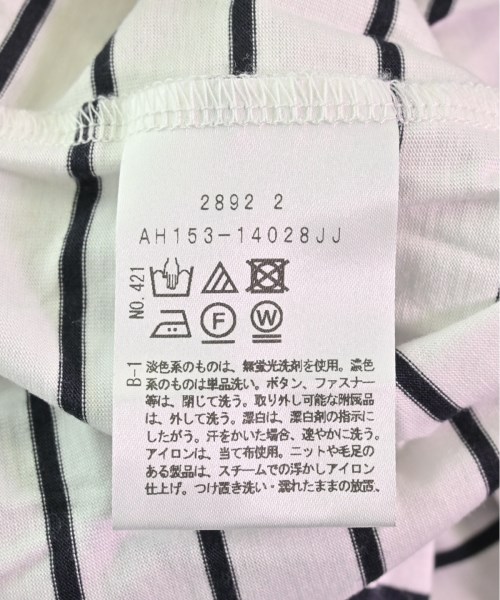 2892 2
AH153-14028JJ
NO.421
F
W
B-1
淡色系のものは、無蛍光洗剤を使用。濃色
系のものは単品洗い。ボタン、ファスナー
等は、閉じて洗う。取り外し可能な附属品
は、外して洗う。漂白は、漂白剤の指示に
したがう。汗をかいた場合、速やかに洗う。
アイロンは、当て布使用。ニットや毛足の
ある製品は、スチームでの浮かしアイロン
仕上げ。つけ置き洗い・濡れたままの放置、